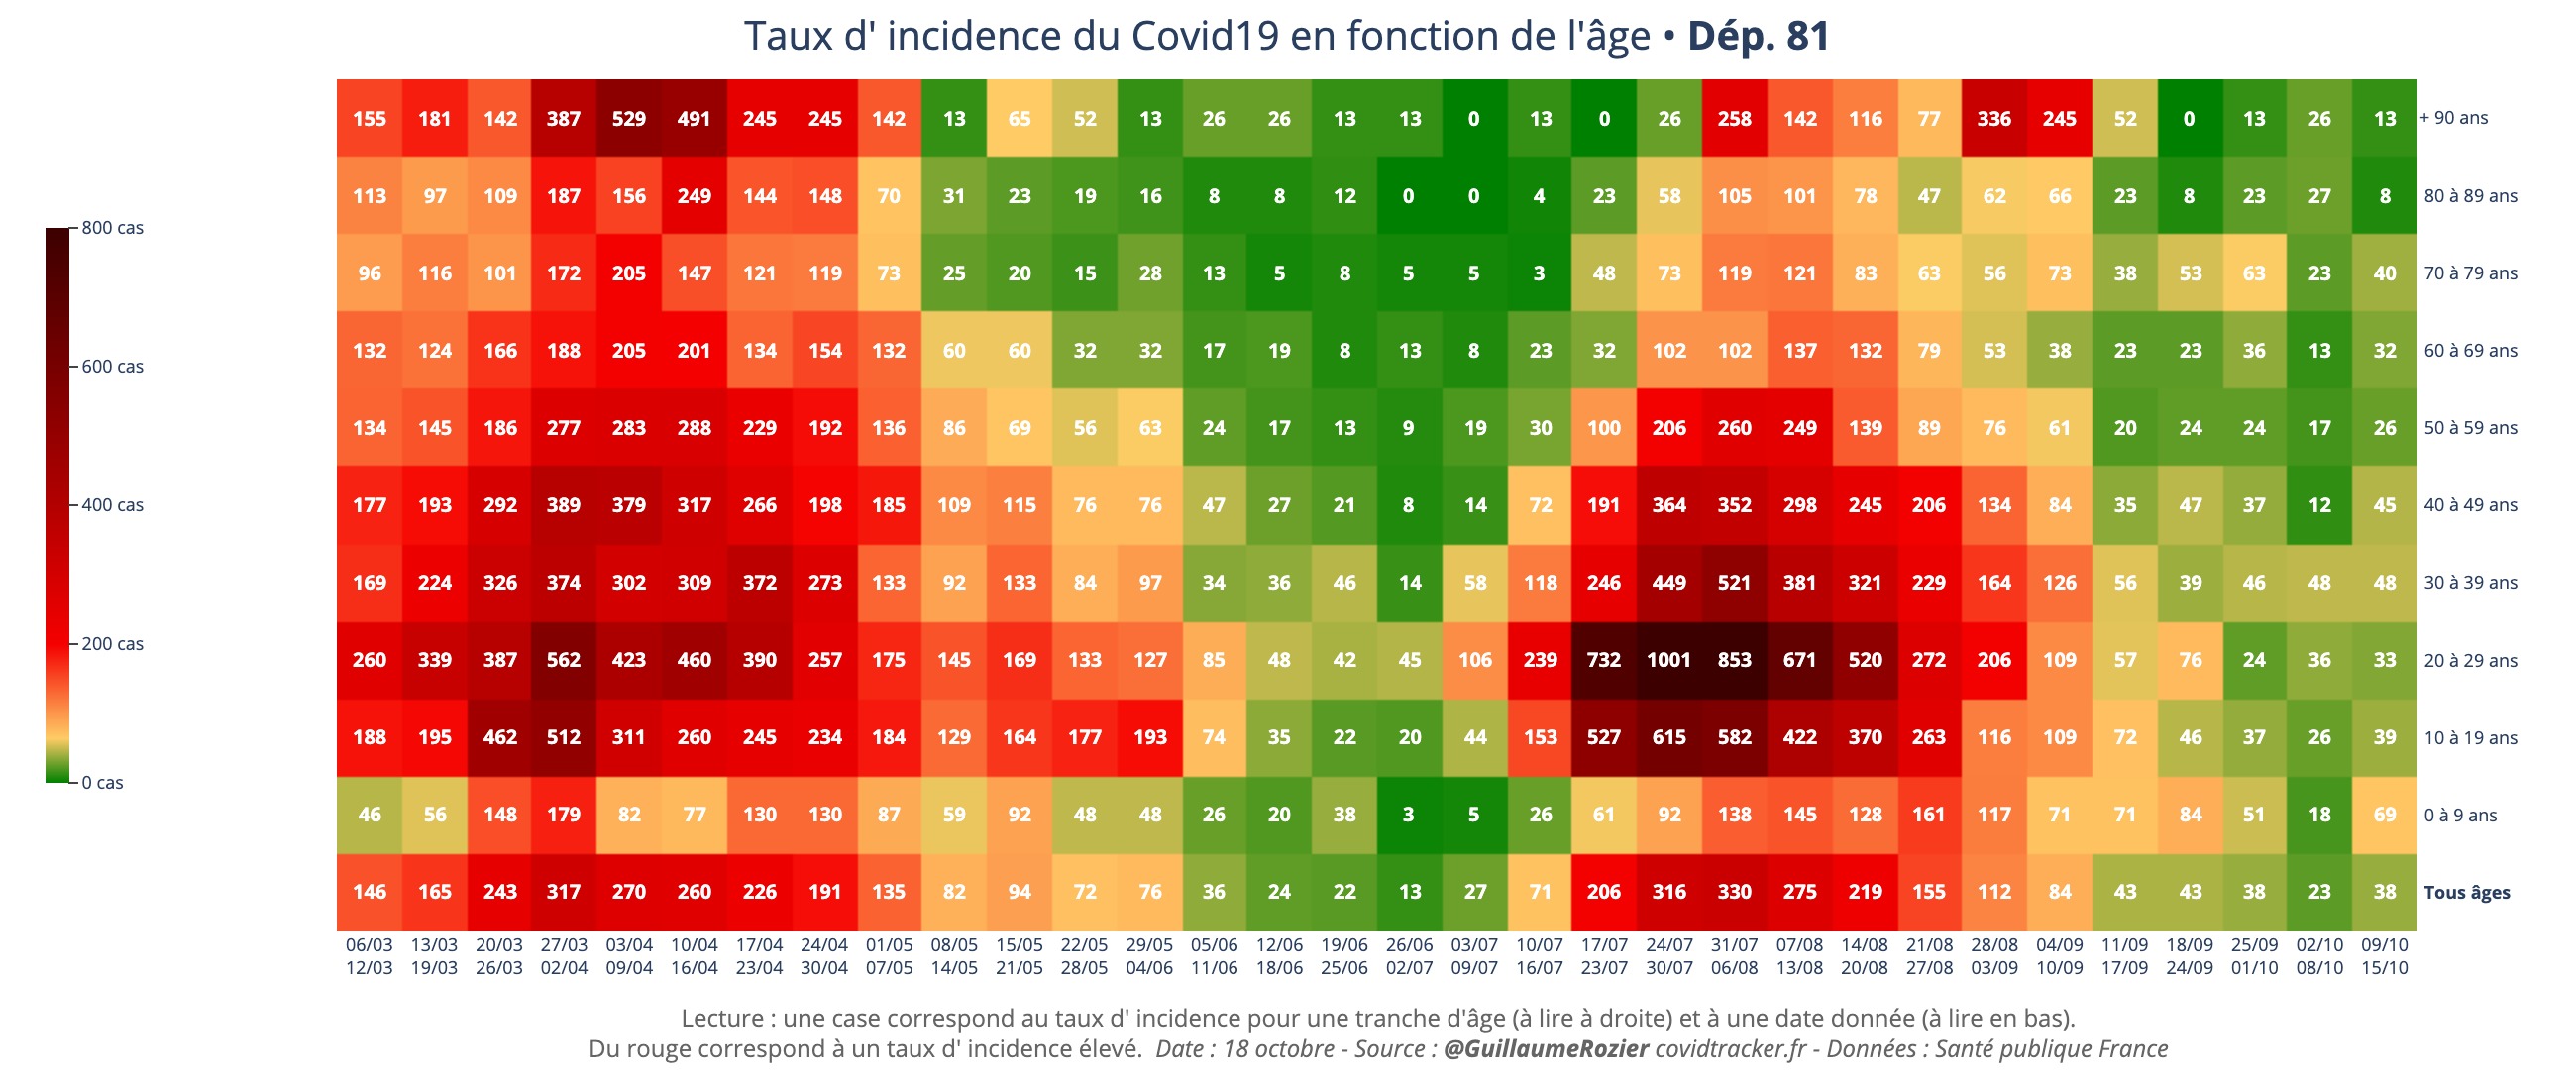 Taux d' incidence du Covid19 en fonction de l'âge • Dép. 81
800 cas
600 cas
400 cas
200 cas
0 cas
155 181 142 387 529 491 245 245 142 13 65 52 13 26 26 13 13 0 13 0 26 258 142 116 77 336 245 52 0 13 26 13 + 90 ans
113 97 109 187 156 249 144 148 70 31 23 19 16 8 8 12 0 0 4 23 58 105 101 78 47 62 66 23 8 23 27 8 80 à 89 ans
96 116 101 172 205 147 121 119 73 25 20 15 28 13 5 8 5 5 3 48 73 119 121 83 63 56 73 38 53 63 23 40 70 à 79 ans
132 124 166 188 205 201 134 154 132 60 60 32 32 17 19 8 13 8 23 32 102 102 137 132 79 53 38 23 23 36 13 32 60 à 69 ans
134 145 186 277 283 288 229 192 136 86 69 56 63 24 17 13 9 19 30 100 206 260 249 139 89 76 61 20 24 24 17 26 50 à 59 ans
177 193 292 389 379 317 266 198 185 109 115 76 76 47 27 21 8 14 72 191 364 352 298 245 206 134 84 35 47 37 12 45 40 à 49 ans
169 224 326 374 302 309 372 273 133 92 133 84 97 34 36 46 14 58 118 246 449 521 381 321 229 164 126 56 39 46 48 48 30 à 39 ans
260 339 387 562 423 460 390 257 175 145 169 133 127 85 48 42 45 106 239 732 1001 853 671 520 272 206 109 57 76 24 36 33 20 à 29 ans
188 195 462 512 311 260 245 234 184 129 164 177 193 74 35 22 20 44 153 527 615 582 422 370 263 116 109 72 46 37 26 39 10 à 19 ans
46 56 148 179 82 77 130 130 87 59 92 48 48 26 20 38 3 5 26 61 92 138 145 128 161 117 71 71 84 51 18 69 0 à 9 ans
146 165 243 317 270 260 226 191 135 82 94 72 76 36 24 22 13 27 71 206 316 330 275 219 155 112 84 43 43 38 23 38 Tous âges
06/03 13/03 20/03 27/03 03/04 10/04 17/04 24/04 01/05 08/05 15/05 22/05 29/05 05/06 12/06 19/06 26/06 03/07 10/07 17/07 24/07 31/07 07/08 14/08 21/08 28/08 04/09 11/09 18/09 25/09 02/10 09/10
12/03 19/03 26/03 02/04 09/04 16/04 23/04 30/04 07/05 14/05 21/05 28/05 04/06 11/06 18/06 25/06 02/07 09/07 16/07 23/07 30/07 06/08 13/08 20/08 27/08 03/09 10/09 17/09 24/09 01/10 08/10 15/10
Lecture : une case correspond au taux d' incidence pour une tranche d'âge (à lire à droite) et à une date donnée (à lire en bas).
Du rouge correspond à un taux d' incidence élevé. Date : 18 octobre - Source : @GuillaumeRozier covidtracker.fr - Données : Santé publique France